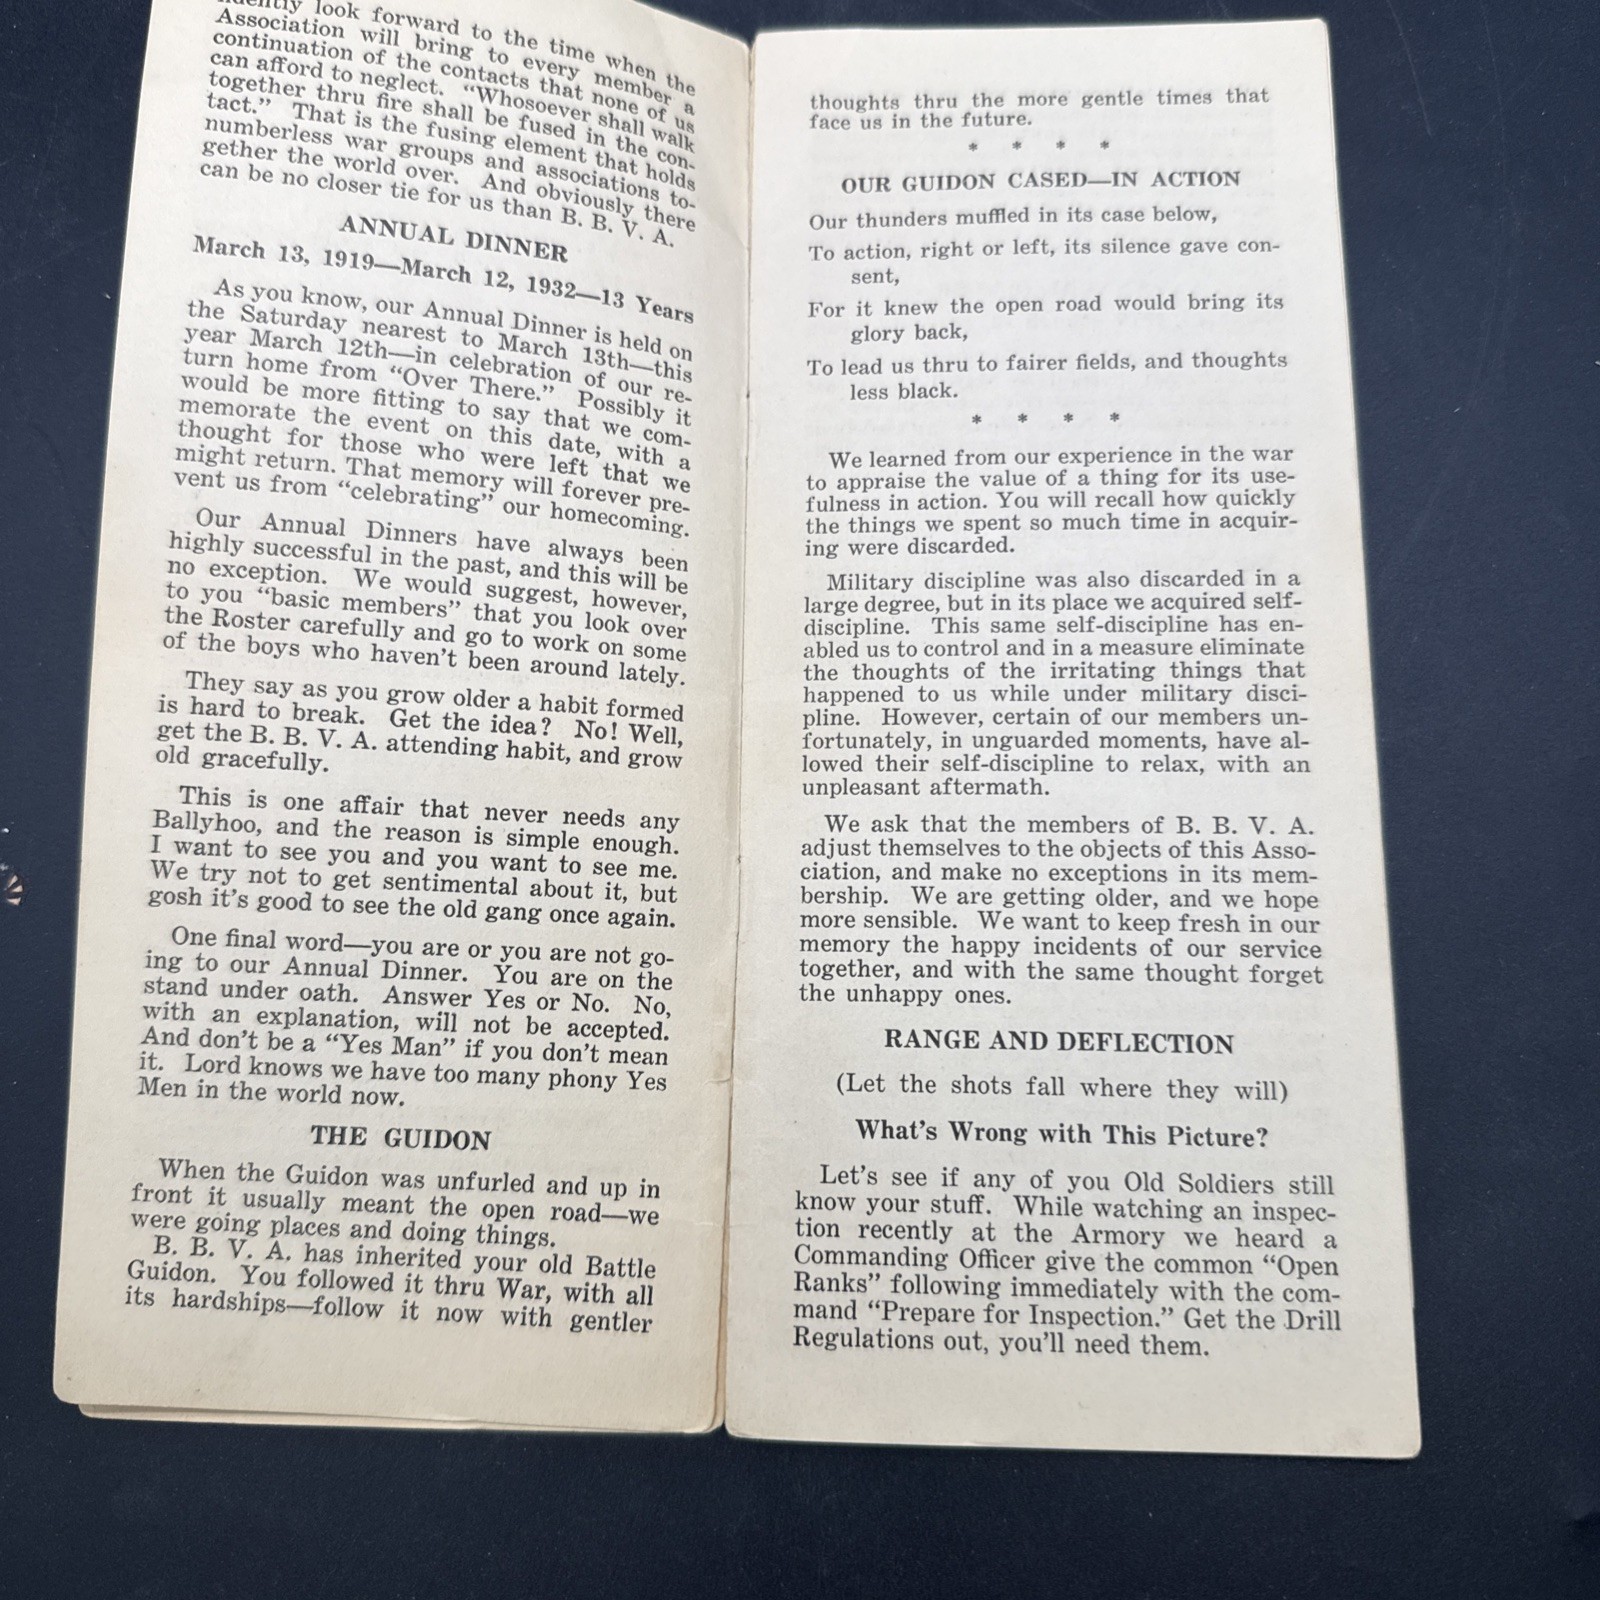 look forward to the time when the
Association will bring to every member a
continuation of the contacts that none of us
can afford to neglect. “Whosoever shall walk
together thru fire shall be fused in the con-
tact.” That is the fusing element that holds
numberless war groups and associations to-
gether the world over. And obviously there
can be no closer tie for us than B. B. V. A.
ANNUAL DINNER
March 13, 1919—March 12, 1932—13 Years
As you know, our Annual Dinner is held on
the Saturday nearest to March 13th—this
year March 12th—in celebration of our re-
turn home from “Over There.” Possibly it
would be more fitting to say that we com-
memorate the event on this date, with a
thought for those who were left that we
might return. That memory will forever pre-
vent us from “celebrating” our homecoming.
Our Annual Dinners have always been
highly successful in the past, and this will be
no exception. We would suggest, however,
to you “basic members” that you look over
the Roster carefully and go to work on some
of the boys who haven’t been around lately.
They say as you grow older a habit formed
is hard to break. Get the idea? No! Well,
get the B. B. V. A. attending habit, and grow
old gracefully.
This is one affair that never needs any
Ballyhoo, and the reason is simple enough.
I want to see you and you want to see me.
We try not to get sentimental about it, but
gosh it’s good to see the old gang once again.
One final word—you are or you are not go-
ing to our Annual Dinner. You are on the
stand under oath. Answer Yes or No. No,
with an explanation, will not be accepted.
And don’t be a “Yes Man” if you don’t mean
it. Lord knows we have too many phony Yes
Men in the world now.
THE GUIDON
When the Guidon was unfurled and up in
front it usually meant the open road—we
were going places and doing things.
B. B. V. A. has inherited your old Battle
Guidon. You followed it thru War, with all
its hardships—follow it now with gentler
thoughts thru the more gentle times that
face us in the future.
* * * *
OUR GUIDON CASED—IN ACTION
Our thunders muffled in its case below,
To action, right or left, its silence gave con-
sent,
For it knew the open road would bring its
glory back,
To lead us thru to fairer fields, and thoughts
less black.
* * * *
We learned from our experience in the war
to appraise the value of a thing for its use-
fulness in action. You will recall how quickly
the things we spent so much time in acquir-
ing were discarded.
Military discipline was also discarded in a
large degree, but in its place we acquired self-
discipline. This same self-discipline has en-
abled us to control and in a measure eliminate
the thoughts of the irritating things that
happened to us while under military disci-
pline. However, certain of our members un-
fortunately, in unguarded moments, have al-
lowed their self-discipline to relax, with an
unpleasant aftermath.
We ask that the members of B. B. V. A.
adjust themselves to the objects of this Asso-
ciation, and make no exceptions in its mem-
bership. We are getting older, and we hope
more sensible. We want to keep fresh in our
memory the happy incidents of our service
together, and with the same thought forget
the unhappy ones.
RANGE AND DEFLECTION
(Let the shots fall where they will)
What’s Wrong with This Picture?
Let’s see if any of you Old Soldiers still
know your stuff. While watching an inspec-
tion recently at the Armory we heard a
Commanding Officer give the common “Open
Ranks” following immediately with the com-
mand “Prepare for Inspection.” Get the Drill
Regulations out, you’ll need them.